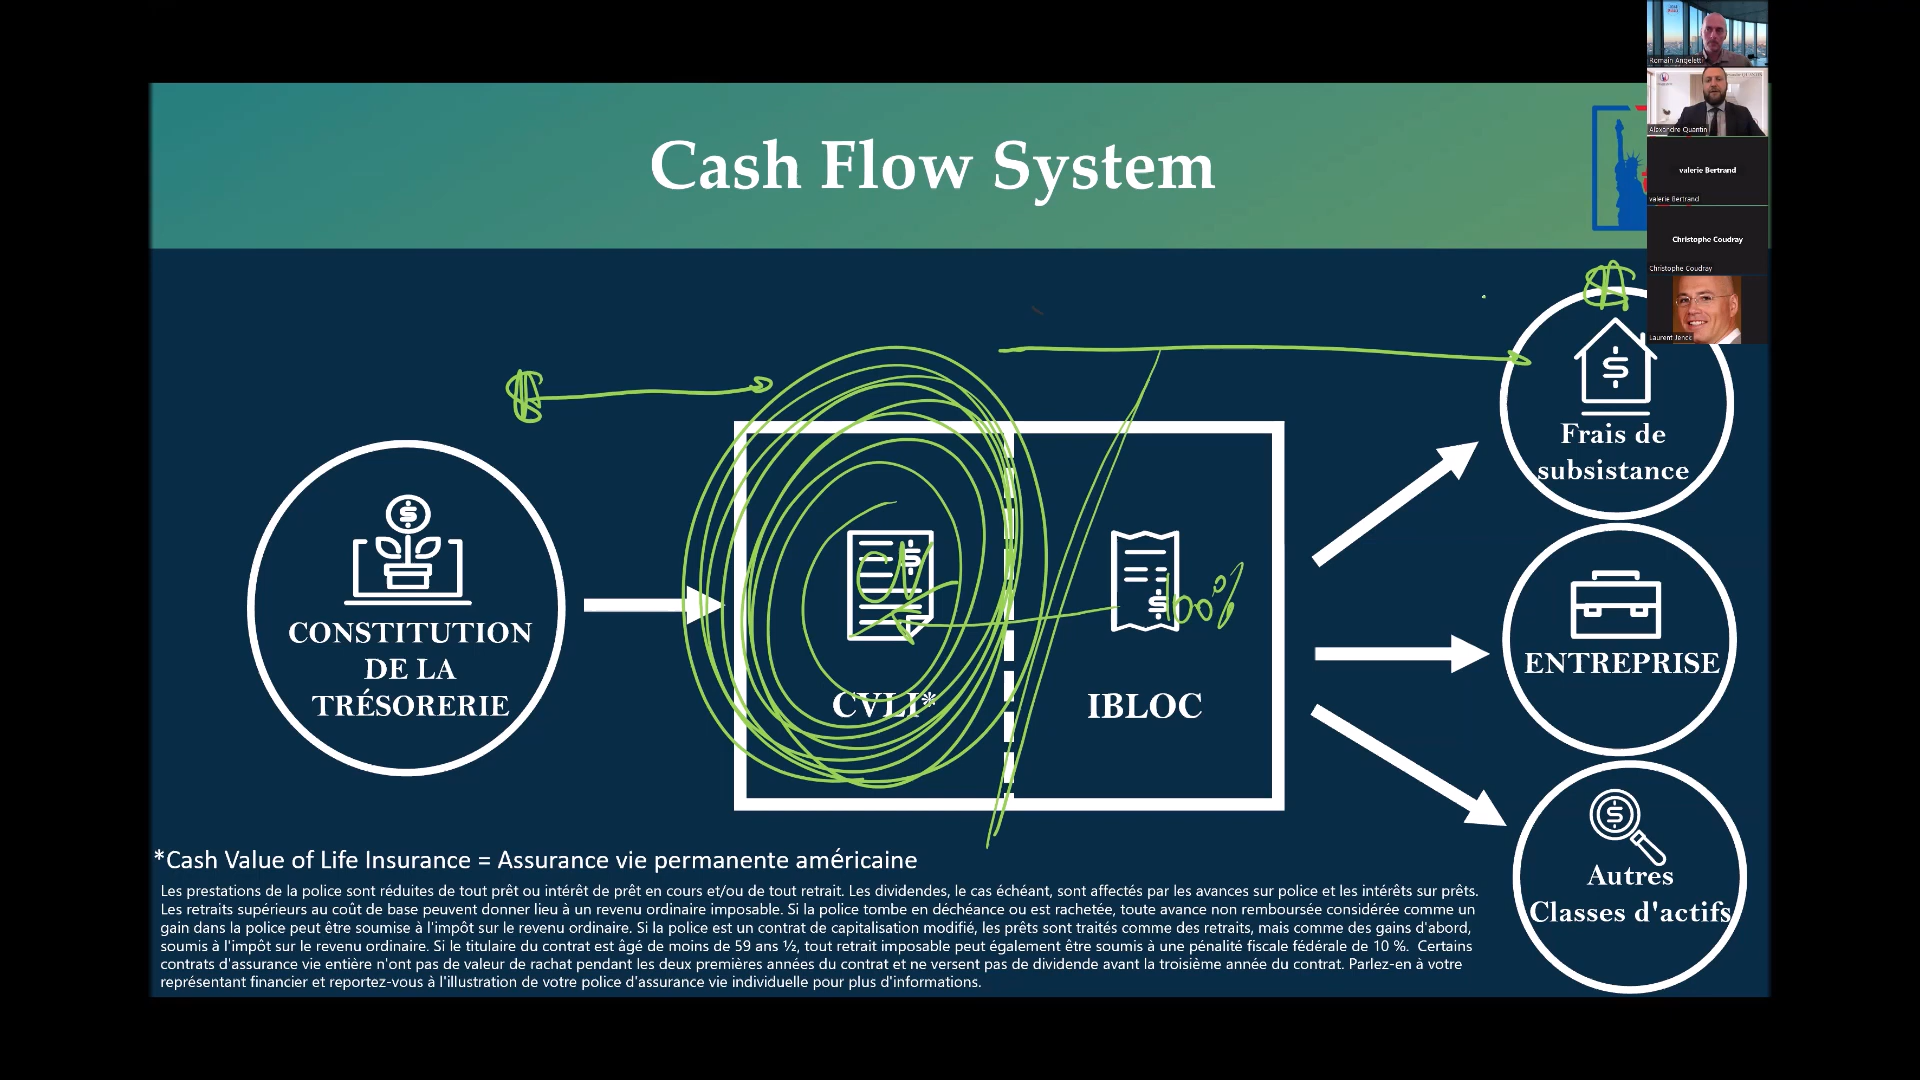 Cash Flow System
Romain Angeletti
Alexandre Quantin
valerie Bertrand
valerie Bertrand
Christophe Coudray
Christophe Coudray
Laurent Jenck
$
$
CONSTITUTION
DE LA
TRÉSORERIE
CV
CVLI*
100%
IBLOC
Frais de
subsistance
ENTREPRISE
Autres
Classes d'actifs
*Cash Value of Life Insurance = Assurance vie permanente américaine
Les prestations de la police sont réduites de tout prêt ou intérêt de prêt en cours et/ou de tout retrait. Les dividendes, le cas échéant, sont affectés par les avances sur police et les intérêts sur prêts.
Les retraits supérieurs au coût de base peuvent donner lieu à un revenu ordinaire imposable. Si la police tombe en déchéance ou est rachetée, toute avance non remboursée considérée comme un
gain dans la police peut être soumise à l'impôt sur le revenu ordinaire. Si la police est un contrat de capitalisation modifié, les prêts sont traités comme des retraits, mais comme des gains d'abord,
soumis à l'impôt sur le revenu ordinaire. Si le titulaire du contrat est âgé de moins de 59 ans ½, tout retrait imposable peut également être soumis à une pénalité fiscale fédérale de 10 %. Certains
contrats d'assurance vie entière n'ont pas de valeur de rachat pendant les deux premières années du contrat et ne versent pas de dividende avant la troisième année du contrat. Parlez-en à votre
représentant financier et reportez-vous à l'illustration de votre police d'assurance vie individuelle pour plus d'informations.